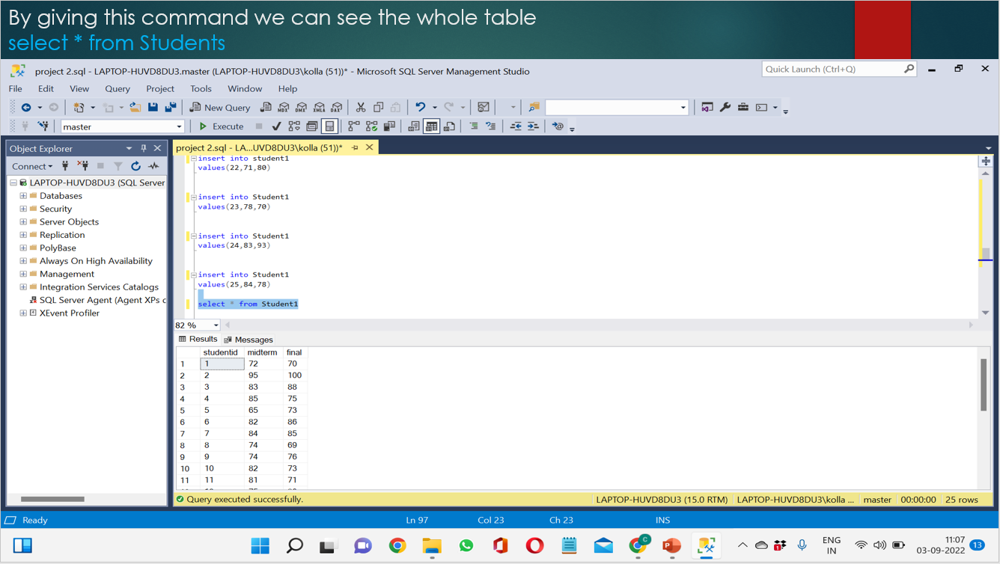 By giving this command we can see the whole table
select * from Students
project 2.sql - LAPTOP-HUVD8DU3.master (LAPTOP-HUVD8DU3\kolla (51))* - Microsoft SQL Server Management Studio
Quick Launch (Ctrl+Q)
File Edit View Query Project Tools Window Help
New Query MDX DMX XMLA DAX
master Execute
Object Explorer
Connect
LAPTOP-HUVD8DU3 (SQL Server
Databases
Security
Server Objects
Replication
PolyBase
Always On High Availability
Management
Integration Services Catalogs
SQL Server Agent (Agent XPs c
XEvent Profiler
project 2.sql - LA...UVD8DU3\kolla (51))*
insert into student1
values(22,71,80)
insert into Student1
values(23,78,70)
insert into Student1
values(24,83,93)
insert into Student1
values(25,84,78)
select * from Student1
82 %
Results Messages
studentid midterm final
1 1 72 70
2 2 95 100
3 3 83 88
4 4 85 75
5 5 65 73
6 6 82 86
7 7 84 85
8 8 74 69
9 9 74 76
10 10 82 73
11 11 81 71
Query executed successfully.
LAPTOP-HUVD8DU3 (15.0 RTM) LAPTOP-HUVD8DU3\kolla ... master 00:00:00 25 rows
Ready Ln 97 Col 23 Ch 23 INS
C
1
ENG
IN
11:07
03-09-2022
13